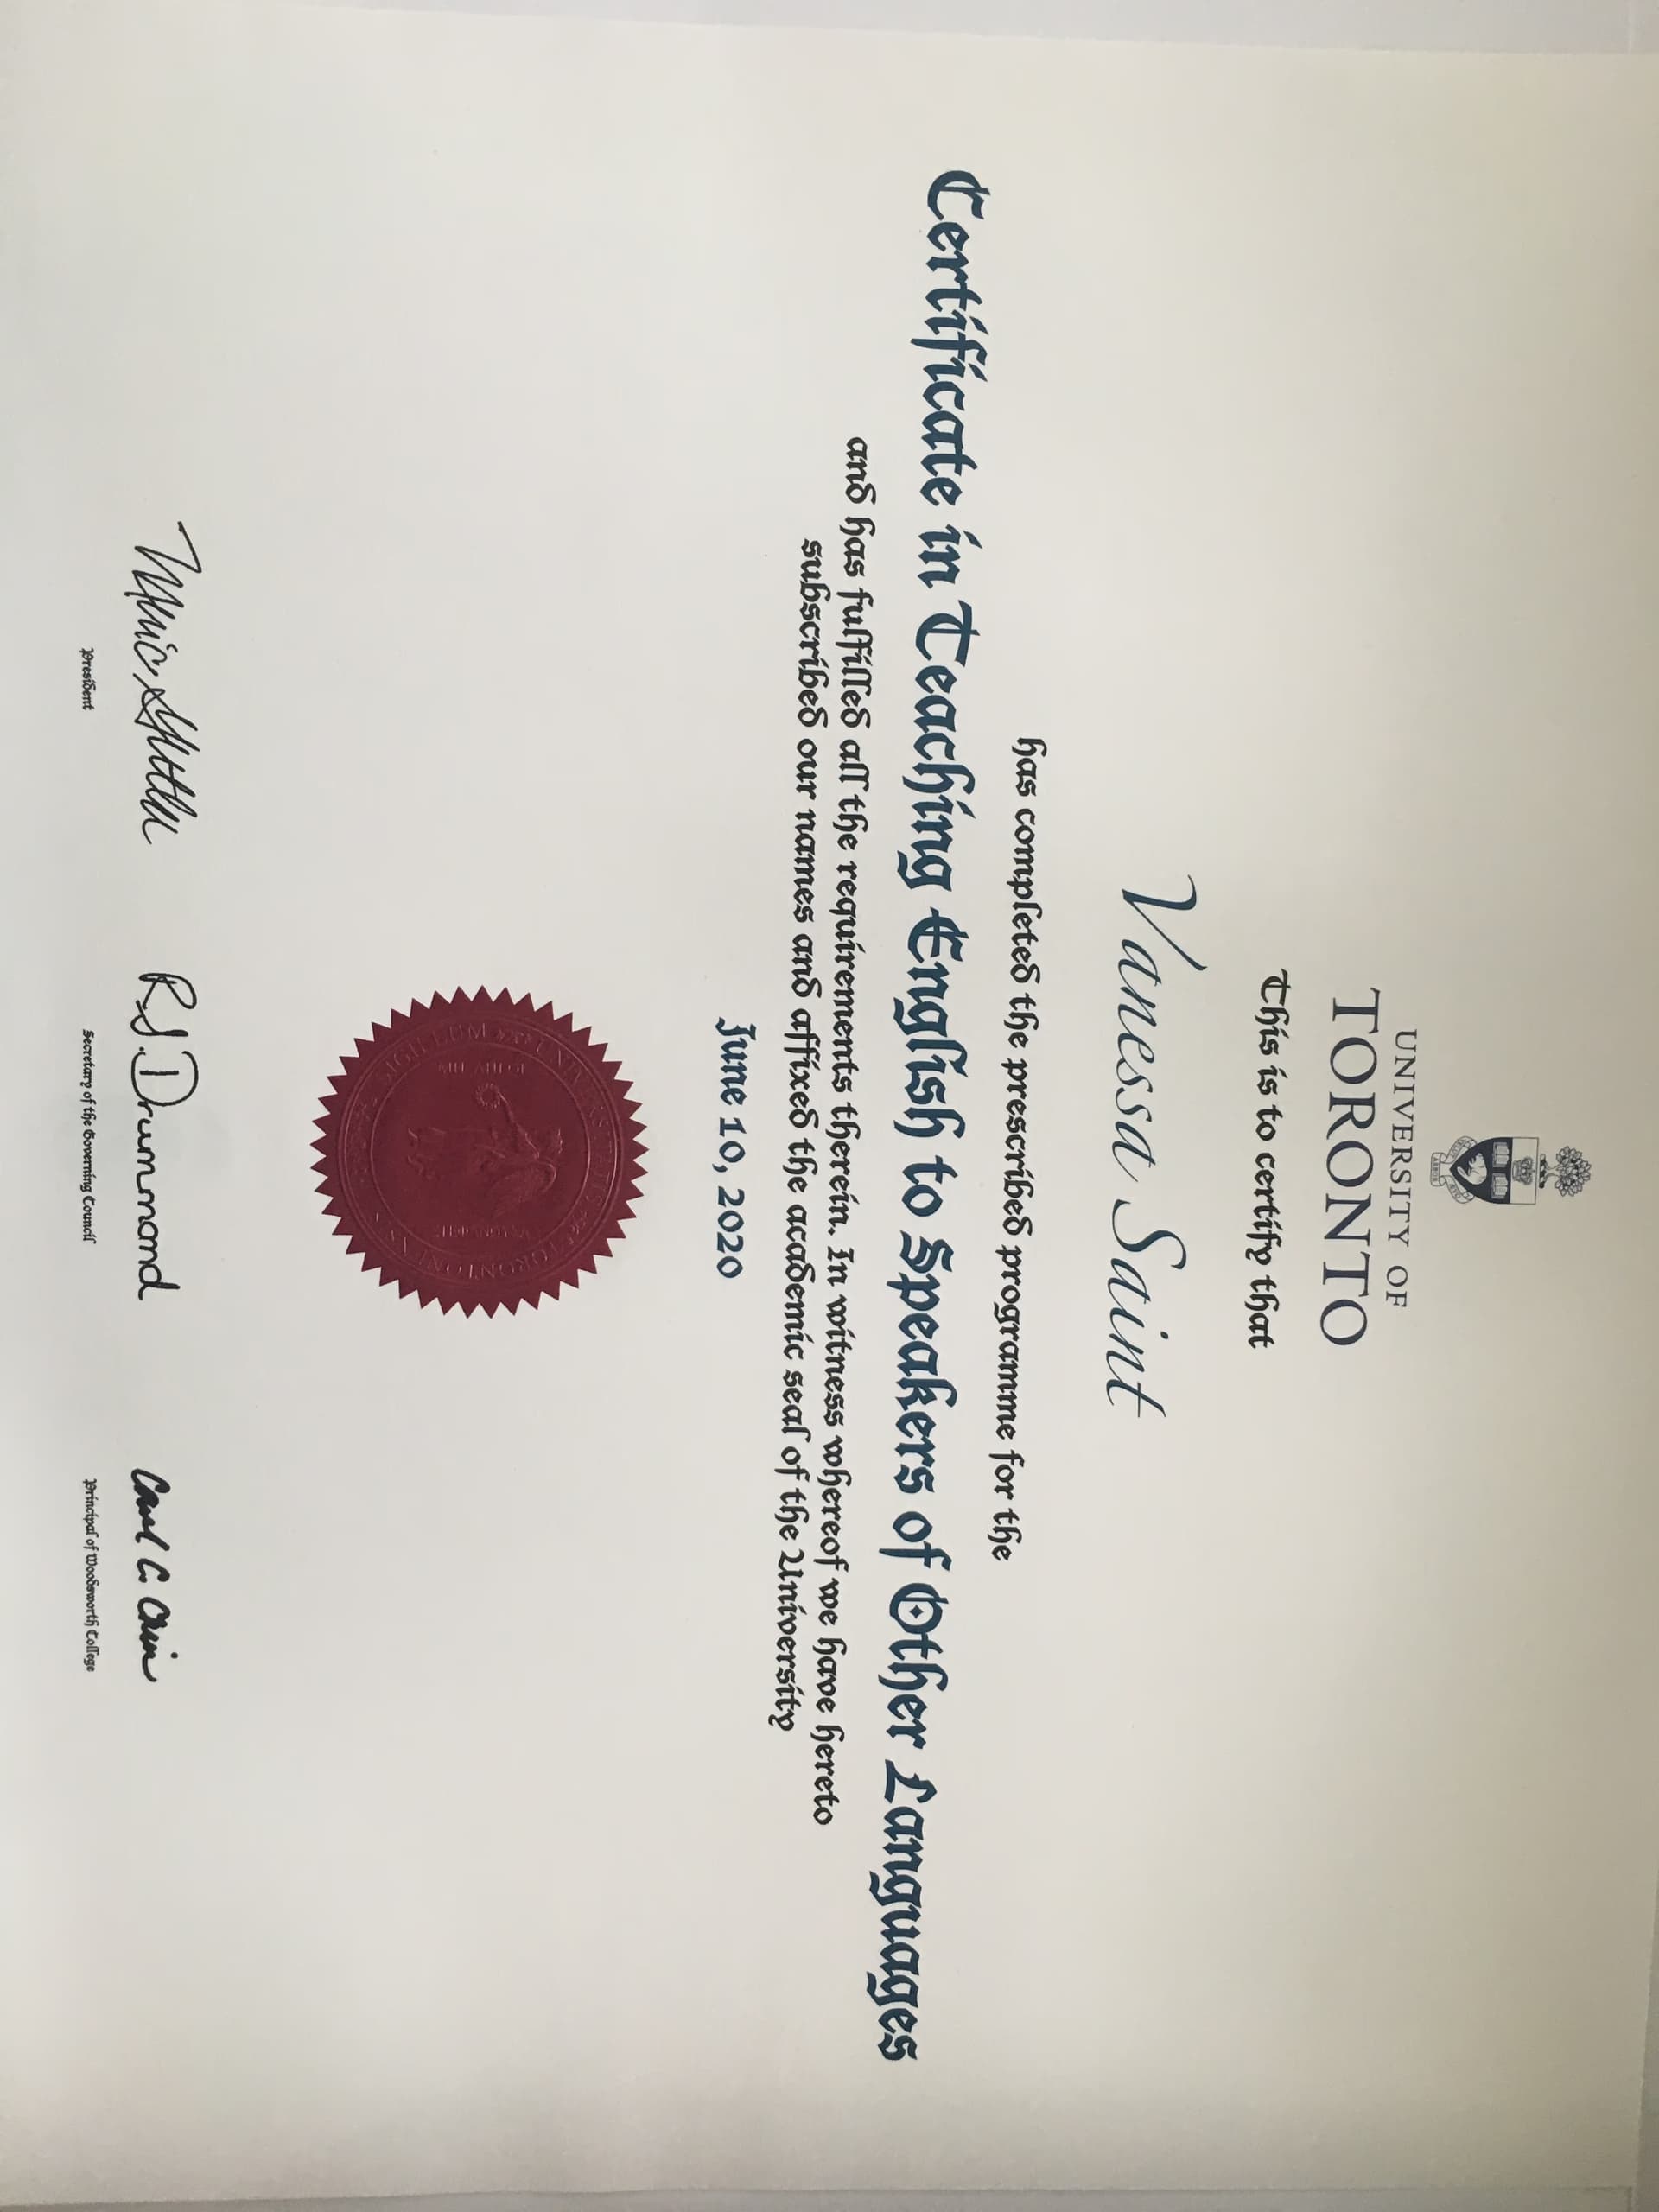 UNIVERSITY OF
TORONTO
This is to certify that
Vanessa Saint
has completed the prescribed programme for the
Certificate in Teaching English to Speakers of Other Languages
and has fulfilled all the requirements therein. In witness whereof we have hereto
subscribed our names and affixed the academic seal of the University
June 10, 2020
RJ. Drummond
President
Secretary of the Governing Council
Principal of Woodsworth College